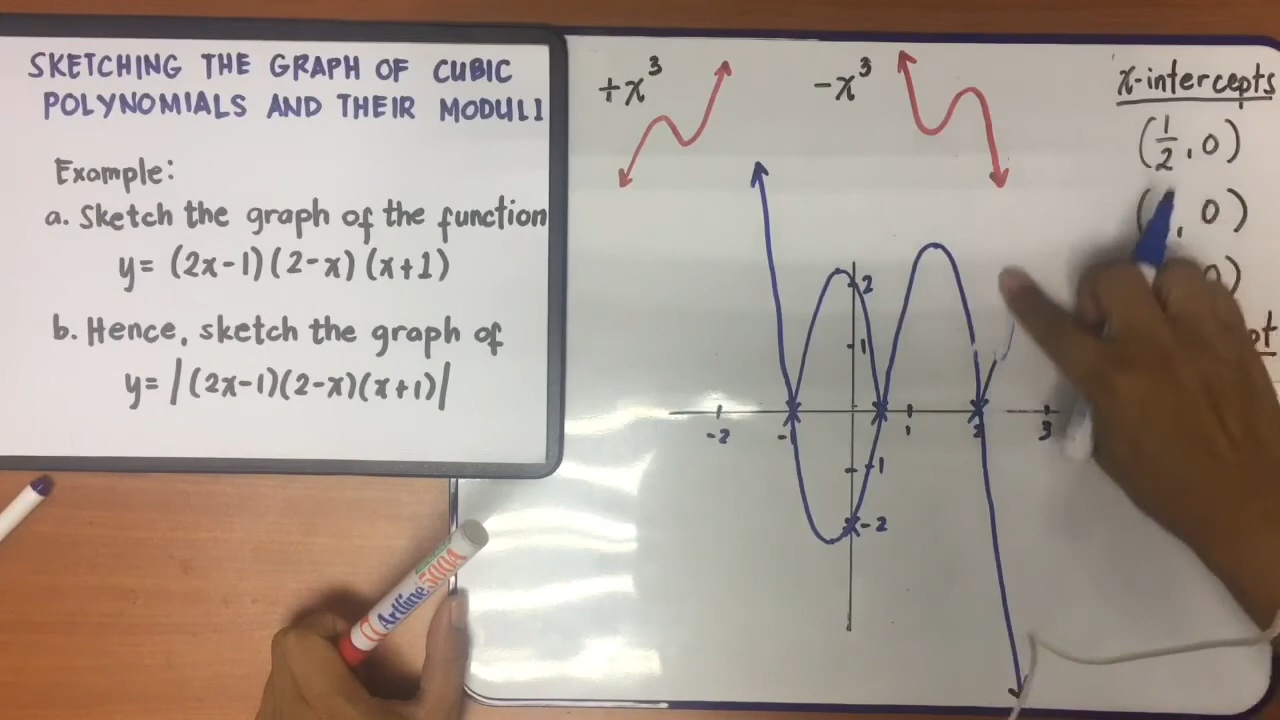 SKETCHING THE GRAPH OF CUBIC
POLYNOMIALS AND THEIR MODULI
Example:
a. Sketch the graph of the function
y= (2x-1)(2-x)(x+1)
b. Hence, sketch the graph of
y= |(2x-1)(2-x)(x+1)|
+x³
-x³
x-intercepts
(1/2, 0)
, 0)
0)
2
1
-2
-1
1
2
3
-1
-2
Artline 500A